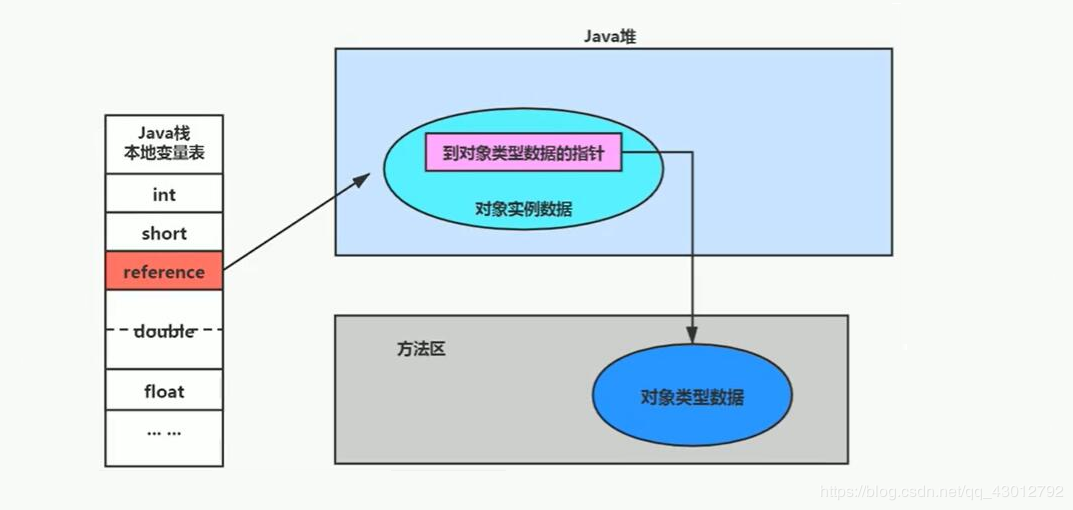 Java堆
Java栈
本地变量表
int
short
reference
double
float
... ...
到对象类型数据的指针
对象实例数据
方法区
对象类型数据
https://blog.csdn.net/qq_43012792